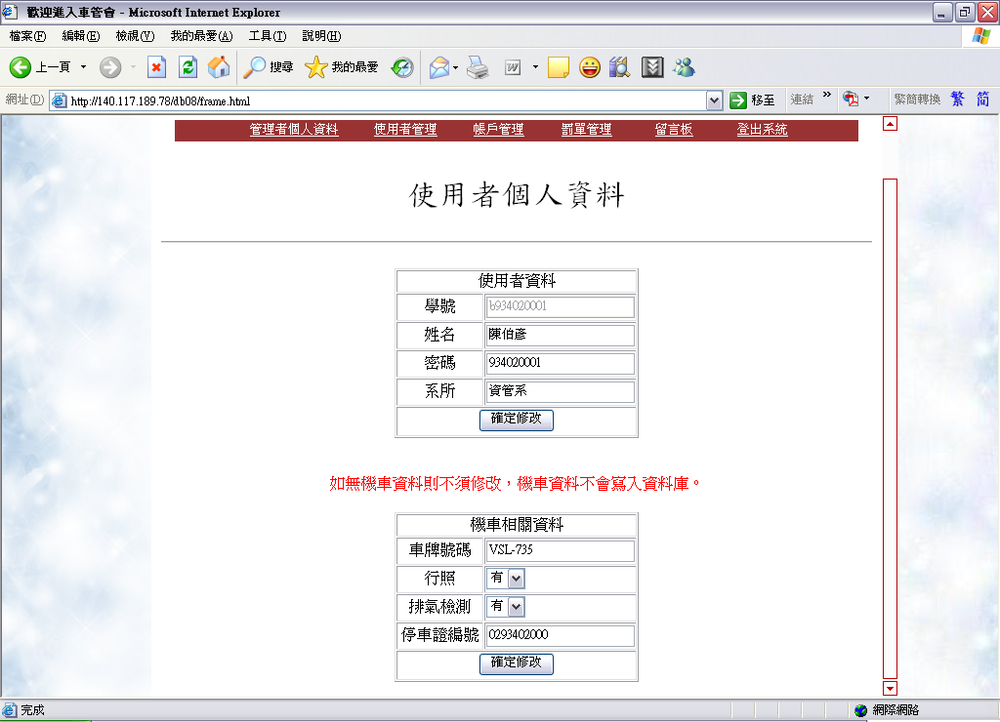 歡迎進入車管會 - Microsoft Internet Explorer
檔案(F) 編輯(E) 檢視(V) 我的最愛(A) 工具(T) 說明(H)
上一頁 搜尋 我的最愛
網址(D) http://140.117.189.78/db08/frame.html 移至 連結 » 繁簡轉換 繁 简
管理者個人資料 使用者管理 帳戶管理 罰單管理 留言板 登出系統
使用者個人資料
使用者資料
學號 b934020001
姓名 陳伯彥
密碼 934020001
系所 資管系
確定修改
如無機車資料則不須修改，機車資料不會寫入資料庫。
機車相關資料
車牌號碼 VSL-735
行照 有
排氣檢測 有
停車證編號 0293402000
確定修改
完成 網際網路